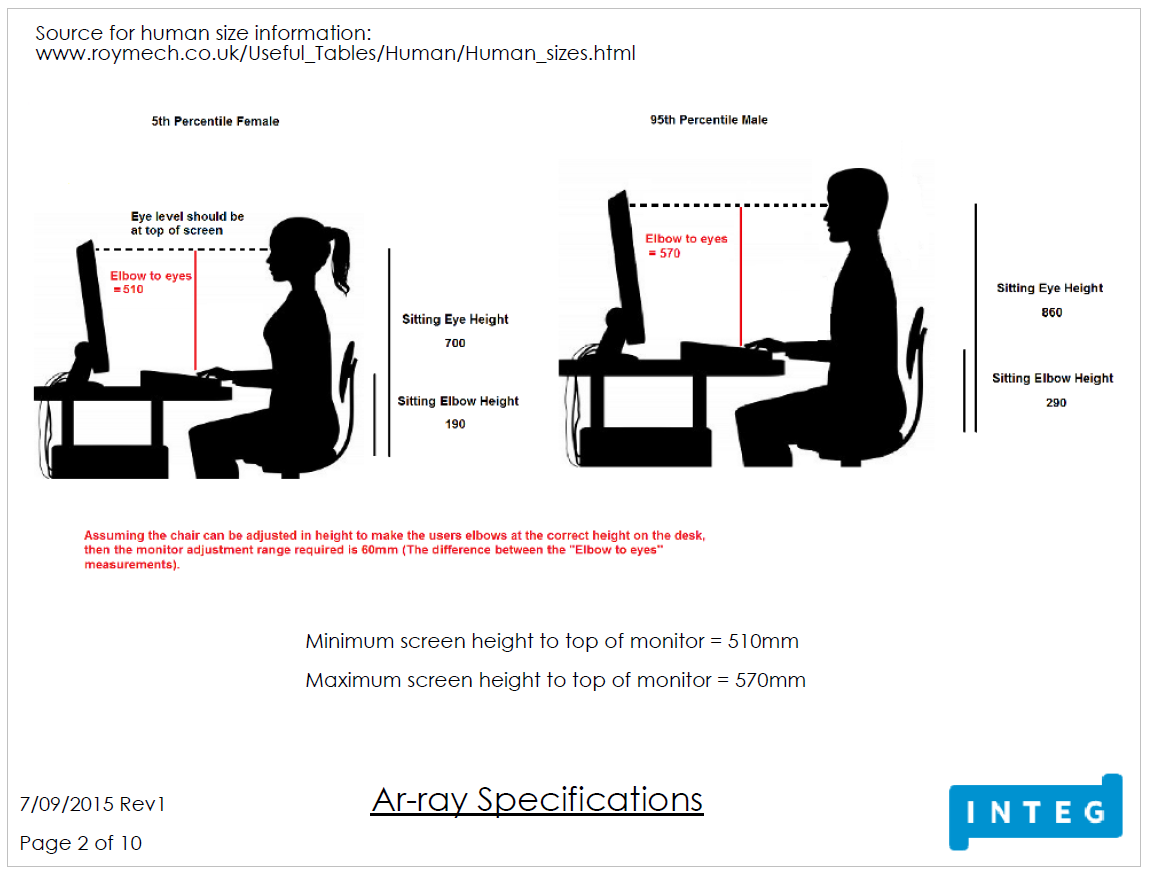 Source for human size information:
www.roymech.co.uk/Useful_Tables/Human/Human_sizes.html
5th Percentile Female
95th Percentile Male
Eye level should be
at top of screen
Elbow to eyes
=510
Sitting Eye Height
700
Sitting Elbow Height
190
Elbow to eyes
= 570
Sitting Eye Height
860
Sitting Elbow Height
290
Assuming the chair can be adjusted in height to make the users elbows at the correct height on the desk,
then the monitor adjustment range required is 60mm (The difference between the "Elbow to eyes"
measurements).
Minimum screen height to top of monitor = 510mm
Maximum screen height to top of monitor = 570mm
7/09/2015 Rev1
Page 2 of 10
Ar-ray Specifications
INTEG